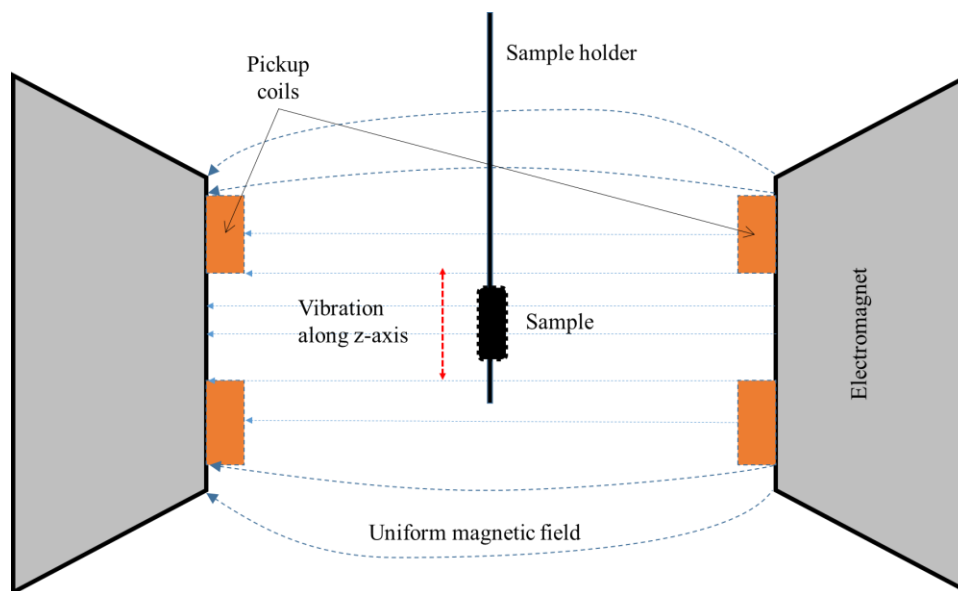 Sample holder
Pickup
coils
Vibration
along z-axis
Sample
Electromagnet
Uniform magnetic field